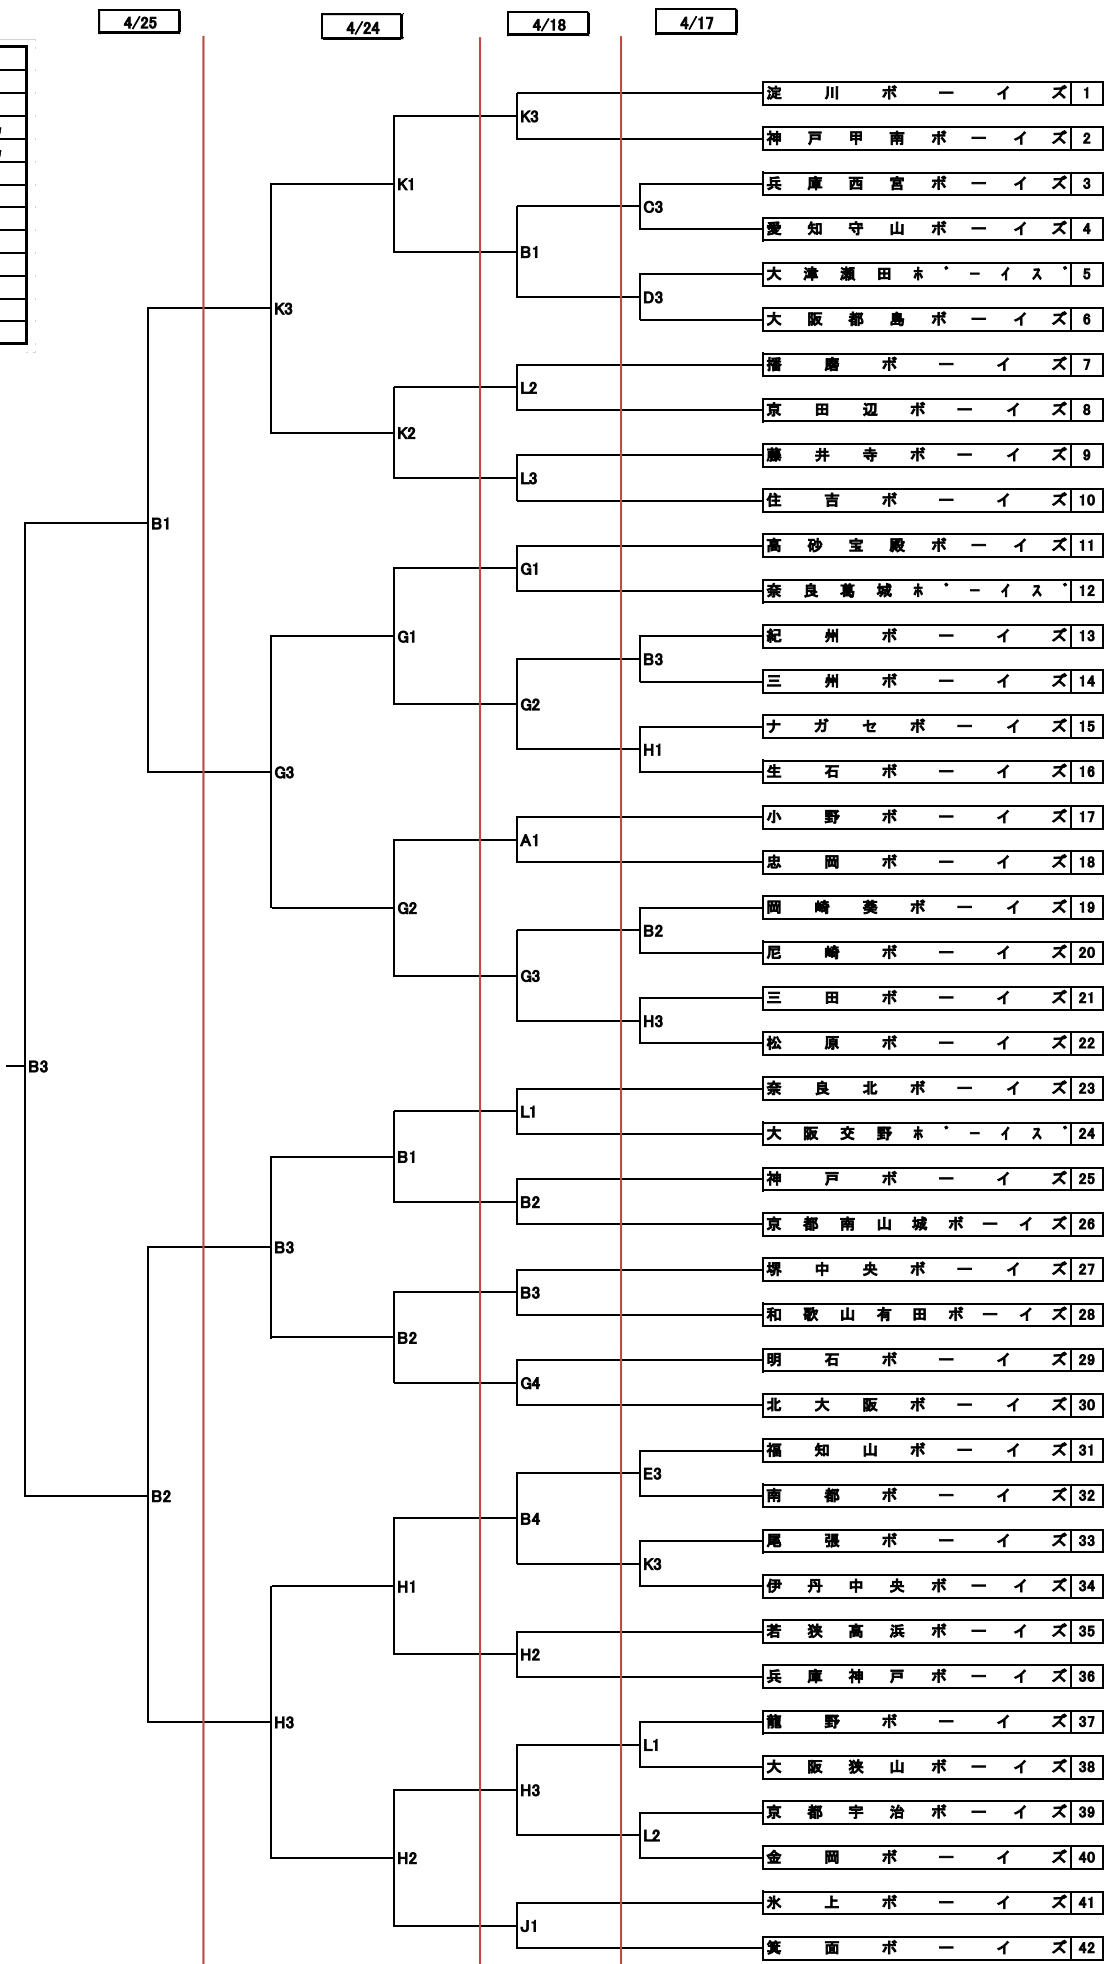 4/25 4/24 4/18 4/17
淀川ボーイズ 1
K3
神戸甲南ボーイズ 2
K1
兵庫西宮ボーイズ 3
C3
愛知守山ボーイズ 4
B1
大津瀬田ボーイズ 5
D3
K3
大阪都島ボーイズ 6
播磨ボーイズ 7
L2
京田辺ボーイズ 8
K2
藤井寺ボーイズ 9
L3
住吉ボーイズ 10
B1
高砂宝殿ボーイズ 11
G1
奈良葛城ボーイズ 12
G1
紀州ボーイズ 13
B3
三州ボーイズ 14
G2
ナガセボーイズ 15
H1
G3
生石ボーイズ 16
小野ボーイズ 17
A1
忠岡ボーイズ 18
G2
岡崎葵ボーイズ 19
B2
尼崎ボーイズ 20
G3
三田ボーイズ 21
H3
松原ボーイズ 22
B3
奈良北ボーイズ 23
L1
大阪交野ボーイズ 24
B1
神戸ボーイズ 25
B2
京都南山城ボーイズ 26
B3
堺中央ボーイズ 27
B3
和歌山有田ボーイズ 28
B2
明石ボーイズ 29
G4
北大阪ボーイズ 30
福知山ボーイズ 31
E3
B2
南都ボーイズ 32
B4
尾張ボーイズ 33
K3
H1
伊丹中央ボーイズ 34
若狭高浜ボーイズ 35
H2
兵庫神戸ボーイズ 36
H3
龍野ボーイズ 37
L1
大阪狭山ボーイズ 38
H3
京都宇治ボーイズ 39
L2
H2
金岡ボーイズ 40
氷上ボーイズ 41
J1
箕面ボーイズ 42